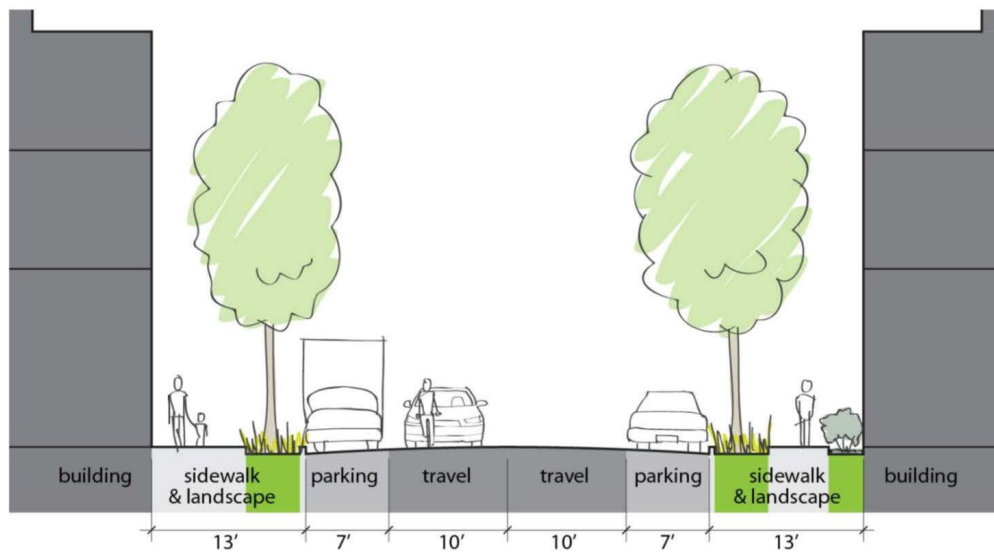 building
sidewalk
& landscape
parking
travel
travel
parking
sidewalk
& landscape
building
13′
7′
10′
10′
7′
13′